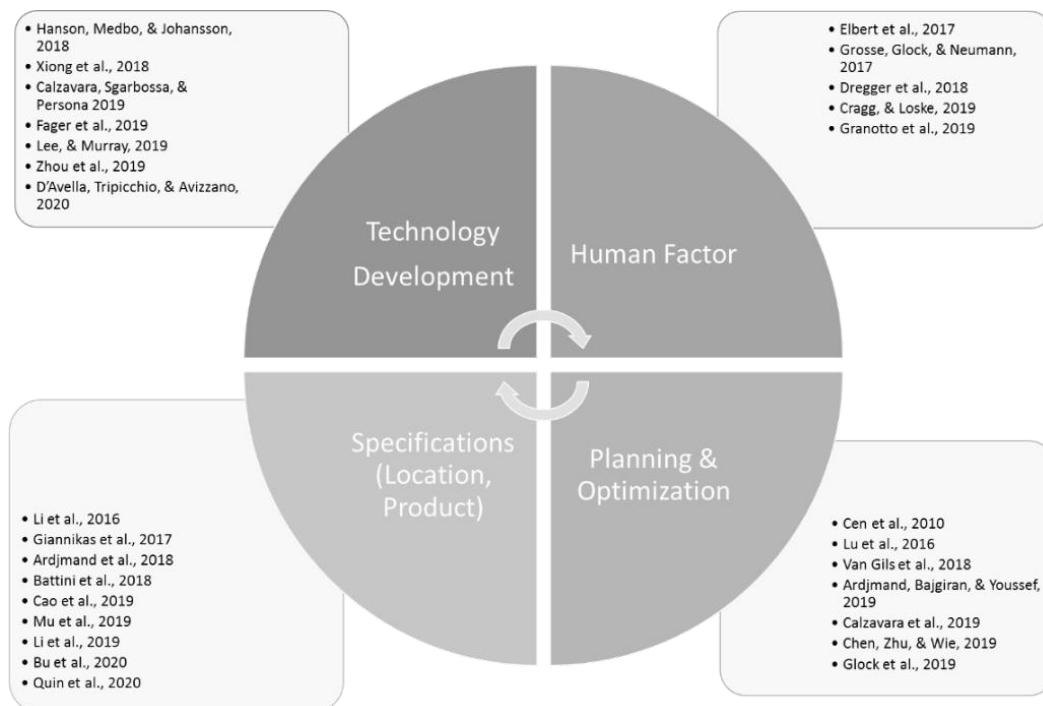 • Hanson, Medbo, & Johansson,
2018
• Xiong et al., 2018
• Calzavara, Sgarbossa, &
Persona 2019
• Fager et al., 2019
• Lee, & Murray, 2019
• Zhou et al., 2019
• D'Avella, Tripicchio, & Avizzano,
2020
• Elbert et al., 2017
• Grosse, Glock, & Neumann,
2017
• Dregger et al., 2018
• Cragg, & Loske, 2019
• Granotto et al., 2019
Technology
Development
Human Factor
Specifications
(Location,
Product)
Planning &
Optimization
• Li et al., 2016
• Giannikas et al., 2017
• Ardjmand et al., 2018
• Battini et al., 2018
• Cao et al., 2019
• Mu et al., 2019
• Li et al., 2019
• Bu et al., 2020
• Quin et al., 2020
• Cen et al., 2010
• Lu et al., 2016
• Van Gils et al., 2018
• Ardjmand, Bajgiran, & Youssef,
2019
• Calzavara et al., 2019
• Chen, Zhu, & Wie, 2019
• Glock et al., 2019